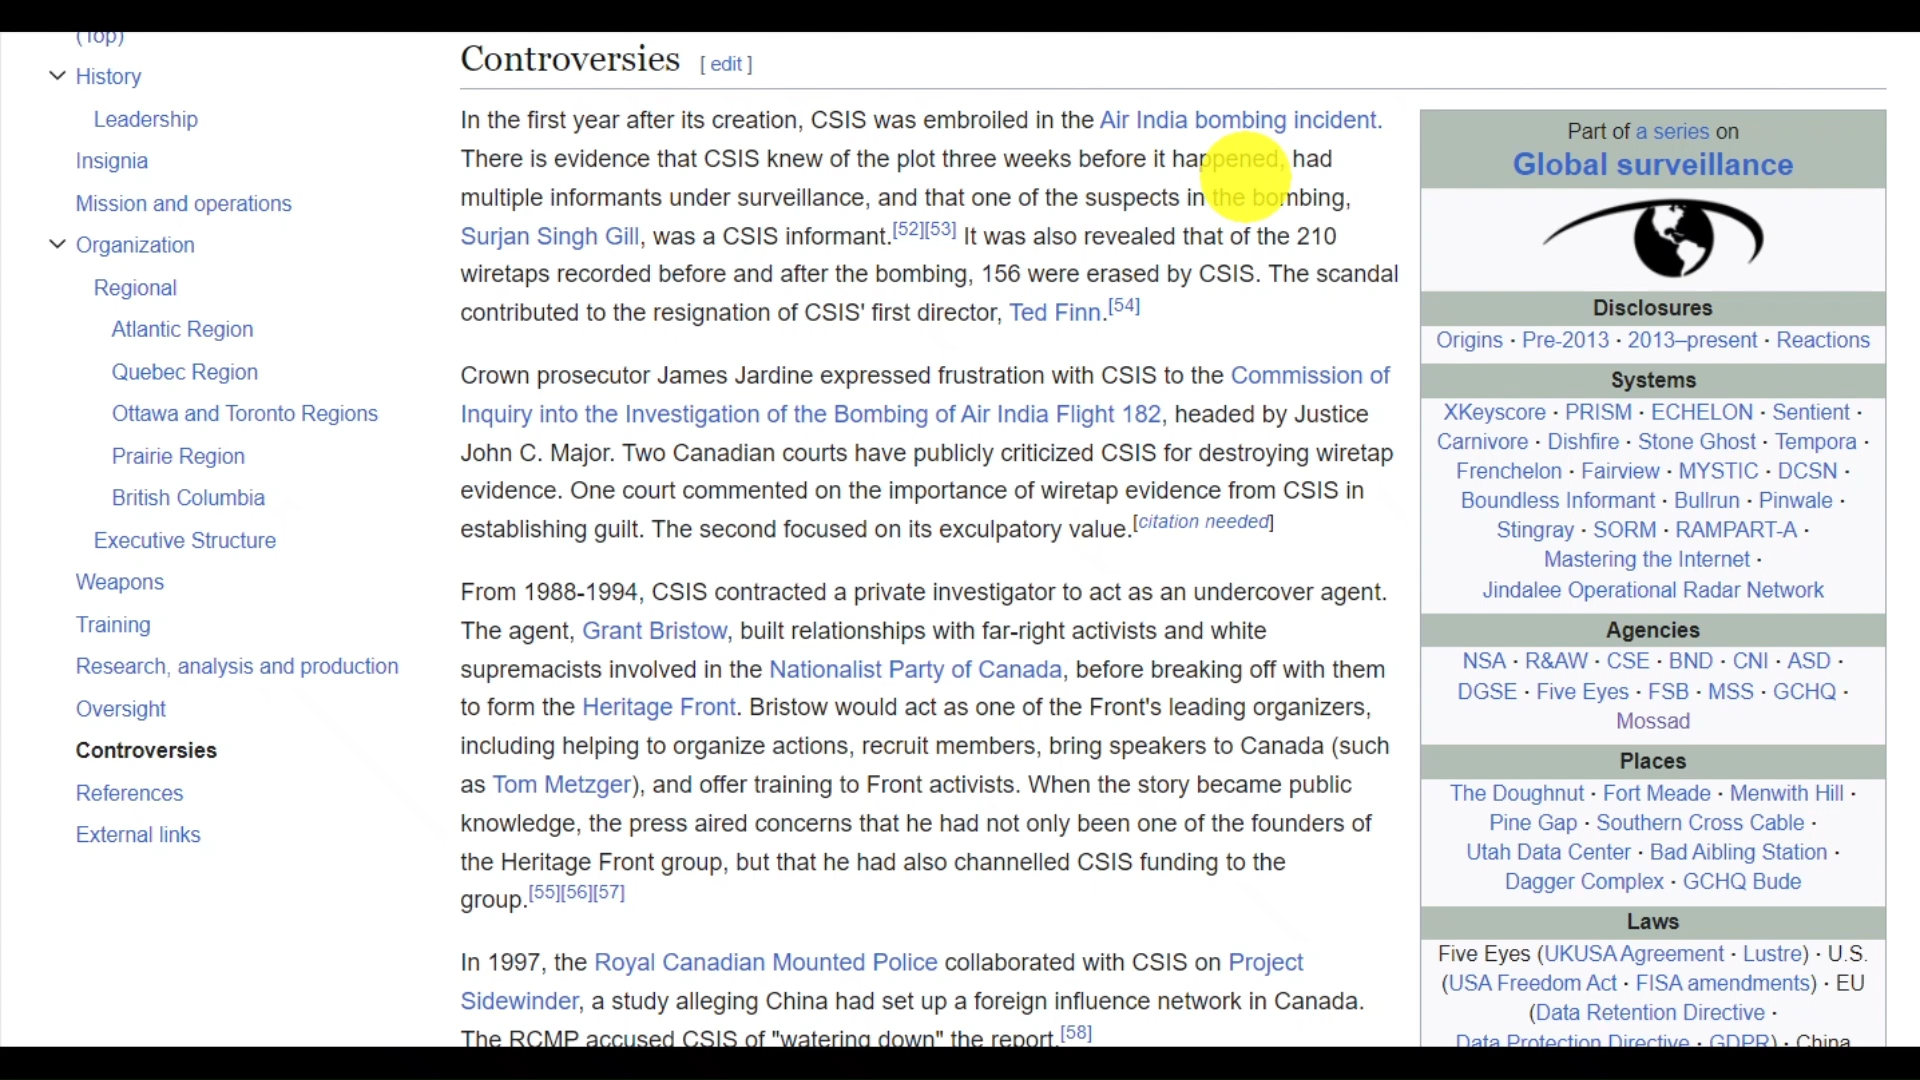 (Top)
History
Leadership
Insignia
Mission and operations
Organization
Regional
Atlantic Region
Quebec Region
Ottawa and Toronto Regions
Prairie Region
British Columbia
Executive Structure
Weapons
Training
Research, analysis and production
Oversight
Controversies
References
External links
Controversies [ edit ]
In the first year after its creation, CSIS was embroiled in the Air India bombing incident.
There is evidence that CSIS knew of the plot three weeks before it happened, had
multiple informants under surveillance, and that one of the suspects in the bombing,
Surjan Singh Gill, was a CSIS informant.[52][53] It was also revealed that of the 210
wiretaps recorded before and after the bombing, 156 were erased by CSIS. The scandal
contributed to the resignation of CSIS' first director, Ted Finn.[54]
Crown prosecutor James Jardine expressed frustration with CSIS to the Commission of
Inquiry into the Investigation of the Bombing of Air India Flight 182, headed by Justice
John C. Major. Two Canadian courts have publicly criticized CSIS for destroying wiretap
evidence. One court commented on the importance of wiretap evidence from CSIS in
establishing guilt. The second focused on its exculpatory value.[citation needed]
From 1988-1994, CSIS contracted a private investigator to act as an undercover agent.
The agent, Grant Bristow, built relationships with far-right activists and white
supremacists involved in the Nationalist Party of Canada, before breaking off with them
to form the Heritage Front. Bristow would act as one of the Front's leading organizers,
including helping to organize actions, recruit members, bring speakers to Canada (such
as Tom Metzger), and offer training to Front activists. When the story became public
knowledge, the press aired concerns that he had not only been one of the founders of
the Heritage Front group, but that he had also channelled CSIS funding to the
group.[55][56][57]
In 1997, the Royal Canadian Mounted Police collaborated with CSIS on Project
Sidewinder, a study alleging China had set up a foreign influence network in Canada.
The RCMP accused CSIS of "watering down" the report.[58]
Part of a series on
Global surveillance
Disclosures
Origins · Pre-2013 · 2013–present · Reactions
Systems
XKeyscore · PRISM · ECHELON · Sentient ·
Carnivore · Dishfire · Stone Ghost · Tempora ·
Frenchelon · Fairview · MYSTIC · DCSN ·
Boundless Informant · Bullrun · Pinwale ·
Stingray · SORM · RAMPART-A ·
Mastering the Internet ·
Jindalee Operational Radar Network
Agencies
NSA · R&AW · CSE · BND · CNI · ASD ·
DGSE · Five Eyes · FSB · MSS · GCHQ ·
Mossad
Places
The Doughnut · Fort Meade · Menwith Hill ·
Pine Gap · Southern Cross Cable ·
Utah Data Center · Bad Aibling Station ·
Dagger Complex · GCHQ Bude
Laws
Five Eyes (UKUSA Agreement · Lustre) · U.S.
(USA Freedom Act · FISA amendments) · EU
(Data Retention Directive ·
Data Protection Directive · GDPR) · China